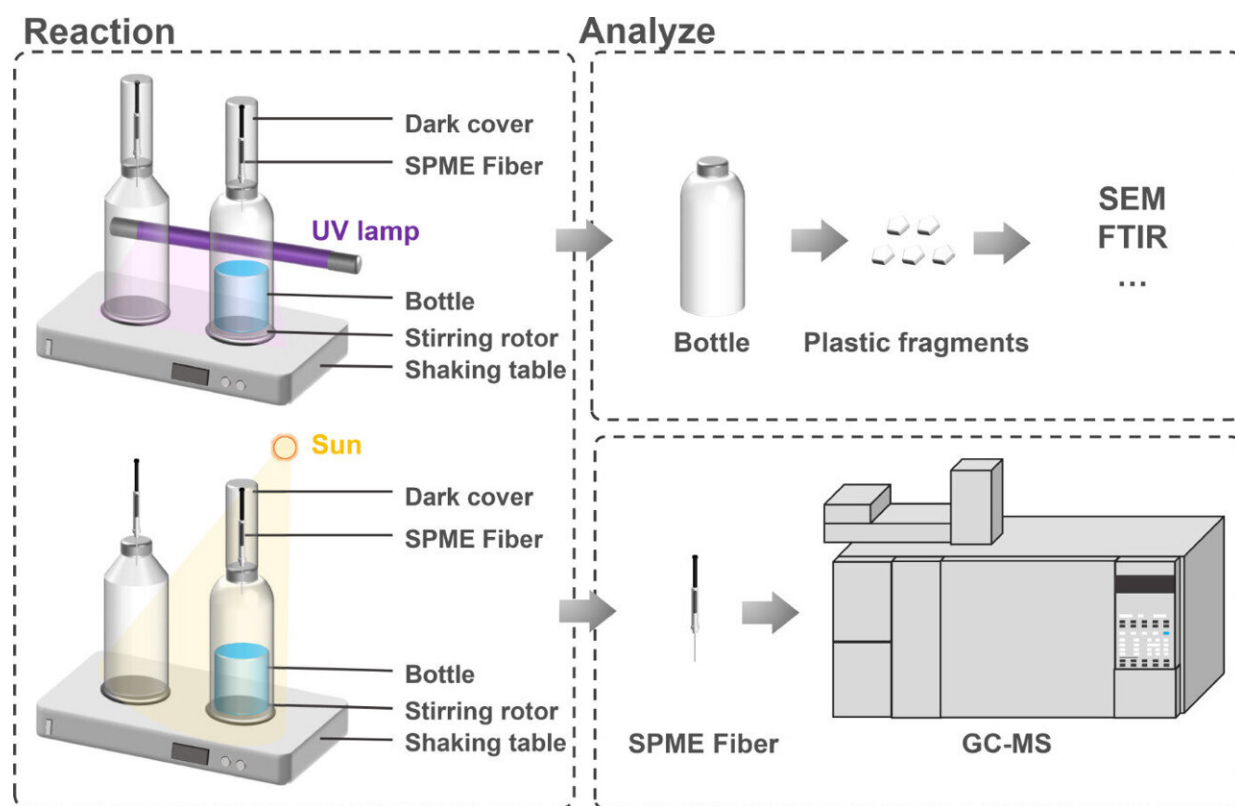 Reaction
Dark cover
SPME Fiber
UV lamp
Bottle
Stirring rotor
Shaking table
Sun
Dark cover
SPME Fiber
Bottle
Stirring rotor
Shaking table
Analyze
Bottle
Plastic fragments
SEM
FTIR
...
SPME Fiber
GC-MS